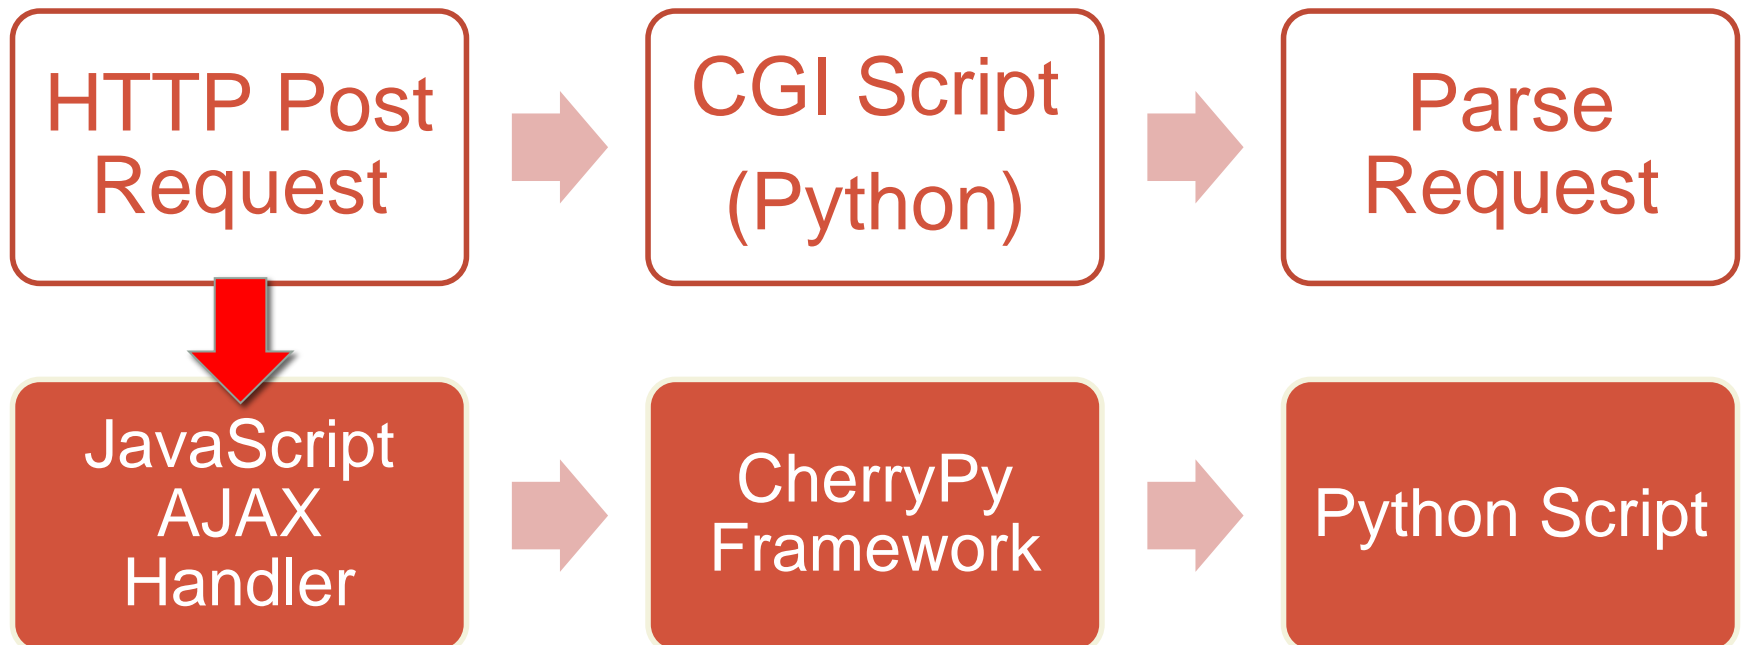 HTTP Post
Request
CGI Script
(Python)
Parse
Request
JavaScript
AJAX
Handler
CherryPy
Framework
Python Script